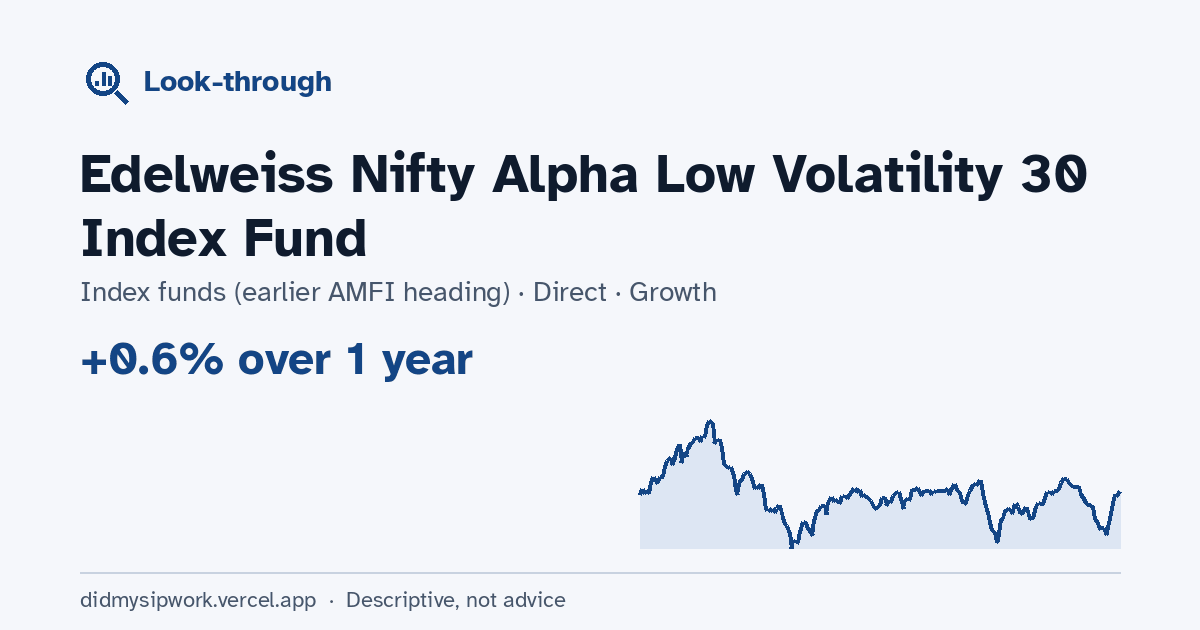 Look-through
Edelweiss Nifty Alpha Low Volatility 30
Index Fund
Index funds (earlier AMFI heading) · Direct · Growth
+0.6% over 1 year
didmysipwork.vercel.app · Descriptive, not advice